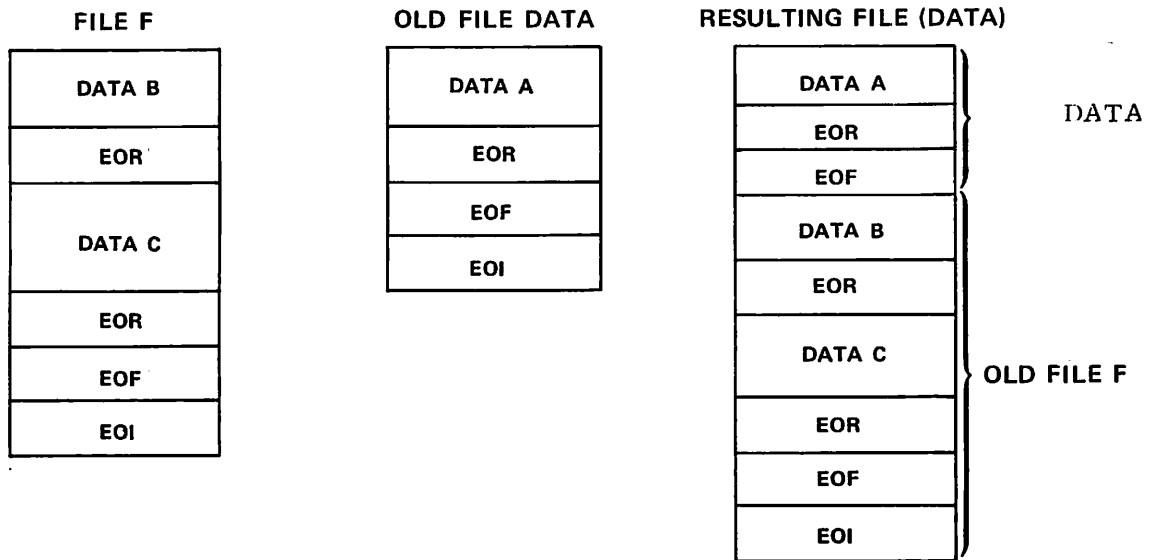 FILE F
DATA B
EOR
DATA C
EOR
EOF
EOI
OLD FILE DATA
DATA A
EOR
EOF
EOI
RESULTING FILE (DATA)
DATA A
EOR
EOF
DATA B
EOR
DATA C
EOR
EOF
EOI
DATA
OLD FILE F